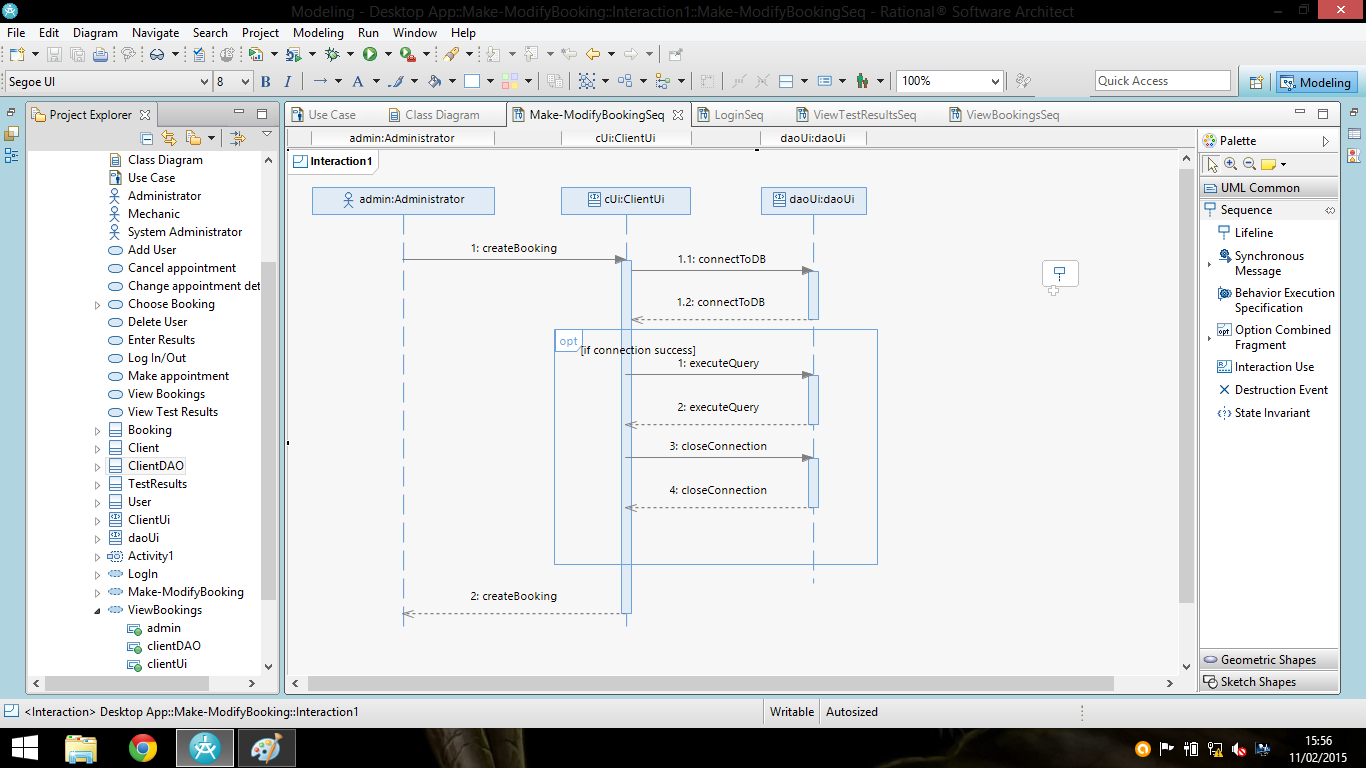 Modeling - Desktop App::Make-ModifyBooking::Interaction1::Make-ModifyBookingSeq - Rational® Software Architect
File Edit Diagram Navigate Search Project Modeling Run Window Help
Segoe UI 8 B I A 100% Quick Access Modeling
Project Explorer
Class Diagram
Use Case
Administrator
Mechanic
System Administrator
Add User
Cancel appointment
Change appointment det
Choose Booking
Delete User
Enter Results
Log In/Out
Make appointment
View Bookings
View Test Results
Booking
Client
ClientDAO
TestResults
User
ClientUi
daoUi
Activity1
LogIn
Make-ModifyBooking
ViewBookings
admin
clientDAO
clientUi
Use Case Class Diagram Make-ModifyBookingSeq LoginSeq ViewTestResultsSeq ViewBookingsSeq
admin:Administrator cUi:ClientUi daoUi:daoUi
Interaction1
admin:Administrator cUi:ClientUi daoUi:daoUi
1: createBooking
1.1: connectToDB
1.2: connectToDB
opt
[if connection success]
1: executeQuery
2: executeQuery
3: closeConnection
4: closeConnection
2: createBooking
Palette
UML Common
Sequence
Lifeline
Synchronous
Message
Behavior Execution
Specification
opt
Option Combined
Fragment
Interaction Use
Destruction Event
State Invariant
Geometric Shapes
Sketch Shapes
<Interaction> Desktop App::Make-ModifyBooking::Interaction1 Writable Autosized
15:56
11/02/2015